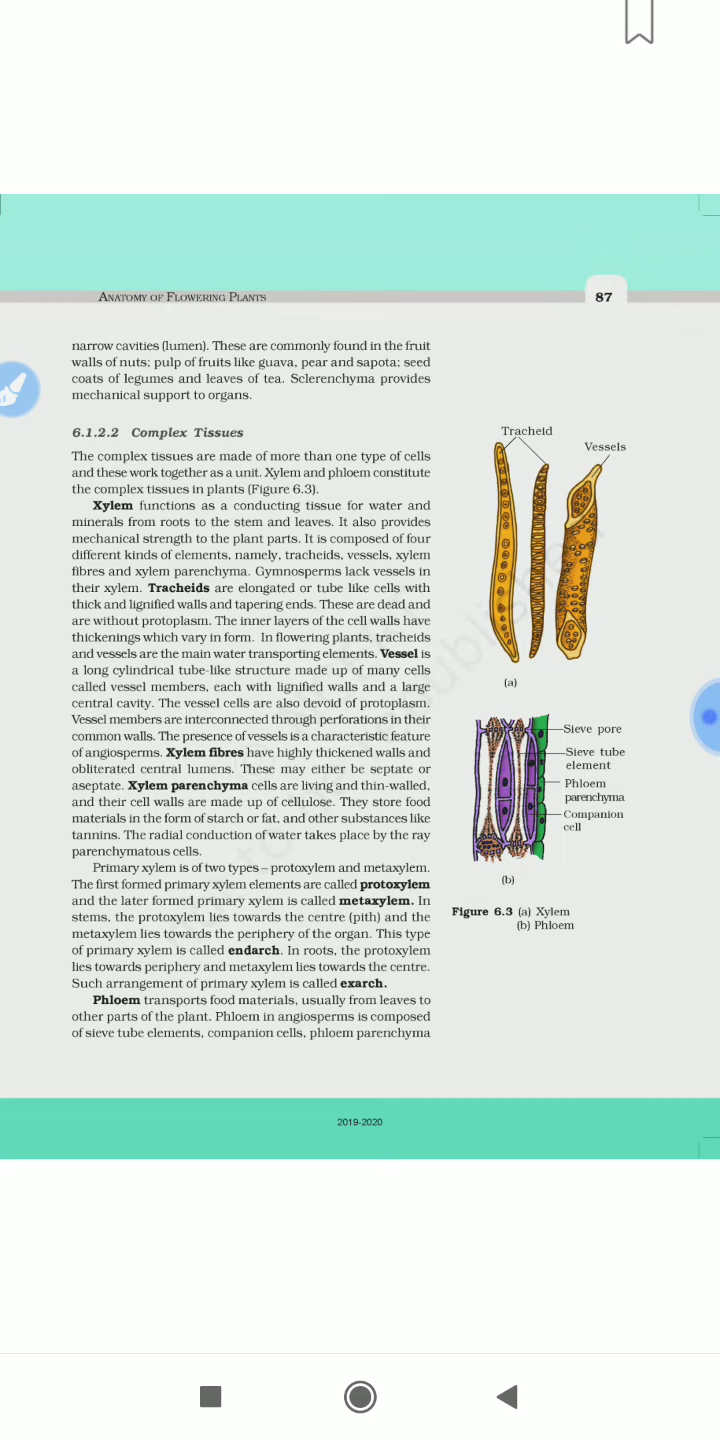 ANATOMY OF FLOWERING PLANTS
87
narrow cavities (lumen). These are commonly found in the fruit
walls of nuts; pulp of fruits like guava, pear and sapota; seed
coats of legumes and leaves of tea. Sclerenchyma provides
mechanical support to organs.
6.1.2.2 Complex Tissues
The complex tissues are made of more than one type of cells
and these work together as a unit. Xylem and phloem constitute
the complex tissues in plants (Figure 6.3).
Xylem functions as a conducting tissue for water and
minerals from roots to the stem and leaves. It also provides
mechanical strength to the plant parts. It is composed of four
different kinds of elements, namely, tracheids, vessels, xylem
fibres and xylem parenchyma. Gymnosperms lack vessels in
their xylem. Tracheids are elongated or tube like cells with
thick and lignified walls and tapering ends. These are dead and
are without protoplasm. The inner layers of the cell walls have
thickenings which vary in form. In flowering plants, tracheids
and vessels are the main water transporting elements. Vessel is
a long cylindrical tube-like structure made up of many cells
called vessel members, each with lignified walls and a large
central cavity. The vessel cells are also devoid of protoplasm.
Vessel members are interconnected through perforations in their
common walls. The presence of vessels is a characteristic feature
of angiosperms. Xylem fibres have highly thickened walls and
obliterated central lumens. These may either be septate or
aseptate. Xylem parenchyma cells are living and thin-walled,
and their cell walls are made up of cellulose. They store food
materials in the form of starch or fat, and other substances like
tannins. The radial conduction of water takes place by the ray
parenchymatous cells.
Primary xylem is of two types – protoxylem and metaxylem.
The first formed primary xylem elements are called protoxylem
and the later formed primary xylem is called metaxylem. In
stems, the protoxylem lies towards the centre (pith) and the
metaxylem lies towards the periphery of the organ. This type
of primary xylem is called endarch. In roots, the protoxylem
lies towards periphery and metaxylem lies towards the centre.
Such arrangement of primary xylem is called exarch.
Phloem transports food materials, usually from leaves to
other parts of the plant. Phloem in angiosperms is composed
of sieve tube elements, companion cells, phloem parenchyma
Tracheid
Vessels
(a)
Sieve pore
Sieve tube
element
Phloem
parenchyma
Companion
cell
(b)
Figure 6.3 (a) Xylem
(b) Phloem
2019-2020